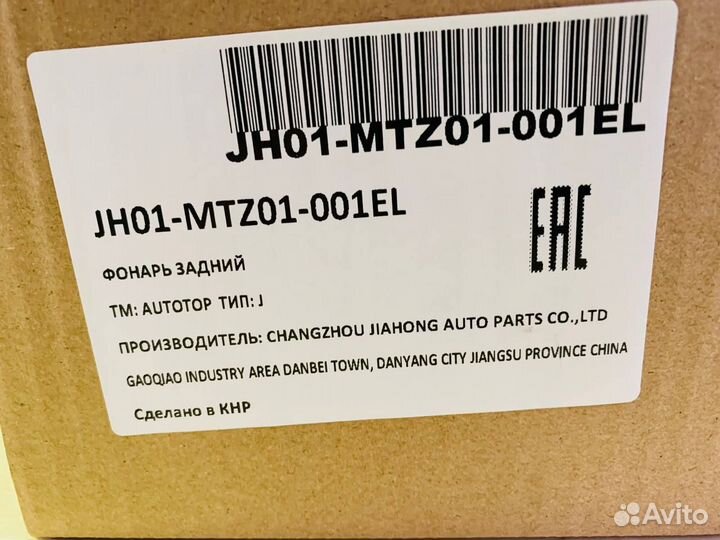 JH01-MTZ01-001EL
JH01-MTZ01-001EL
EAC
ФОНАРЬ ЗАДНИЙ
ТМ: AUTOTOP ТИП: J
ПРОИЗВОДИТЕЛЬ: CHANGZHOU JIAHONG AUTO PARTS CO.,LTD
GAOQIAO INDUSTRY AREA DANBEI TOWN, DANYANG CITY JIANGSU PROVINCE CHINA
Сделано в КНР
Avito